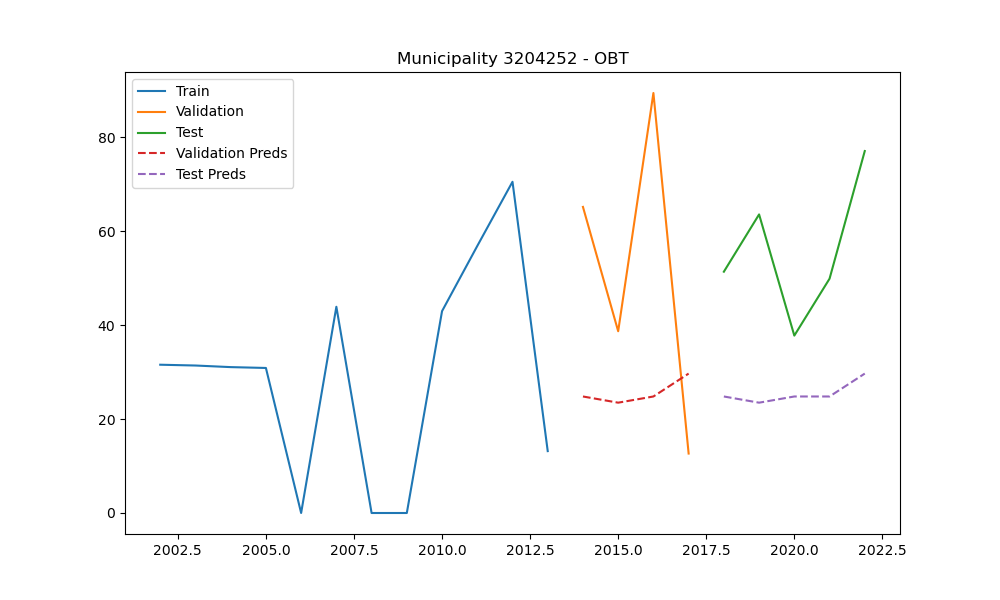 Municipality 3204252 - OBT
Train
Validation
Test
Validation Preds
Test Preds
80
60
40
20
0
2002.5 2005.0 2007.5 2010.0 2012.5 2015.0 2017.5 2020.0 2022.5